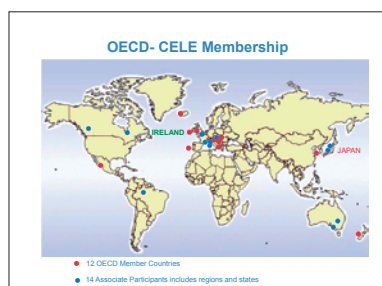 OECD- CELE Membership
IRELAND
JAPAN
12 OECD Member Countries
14 Associate Participants includes regions and states